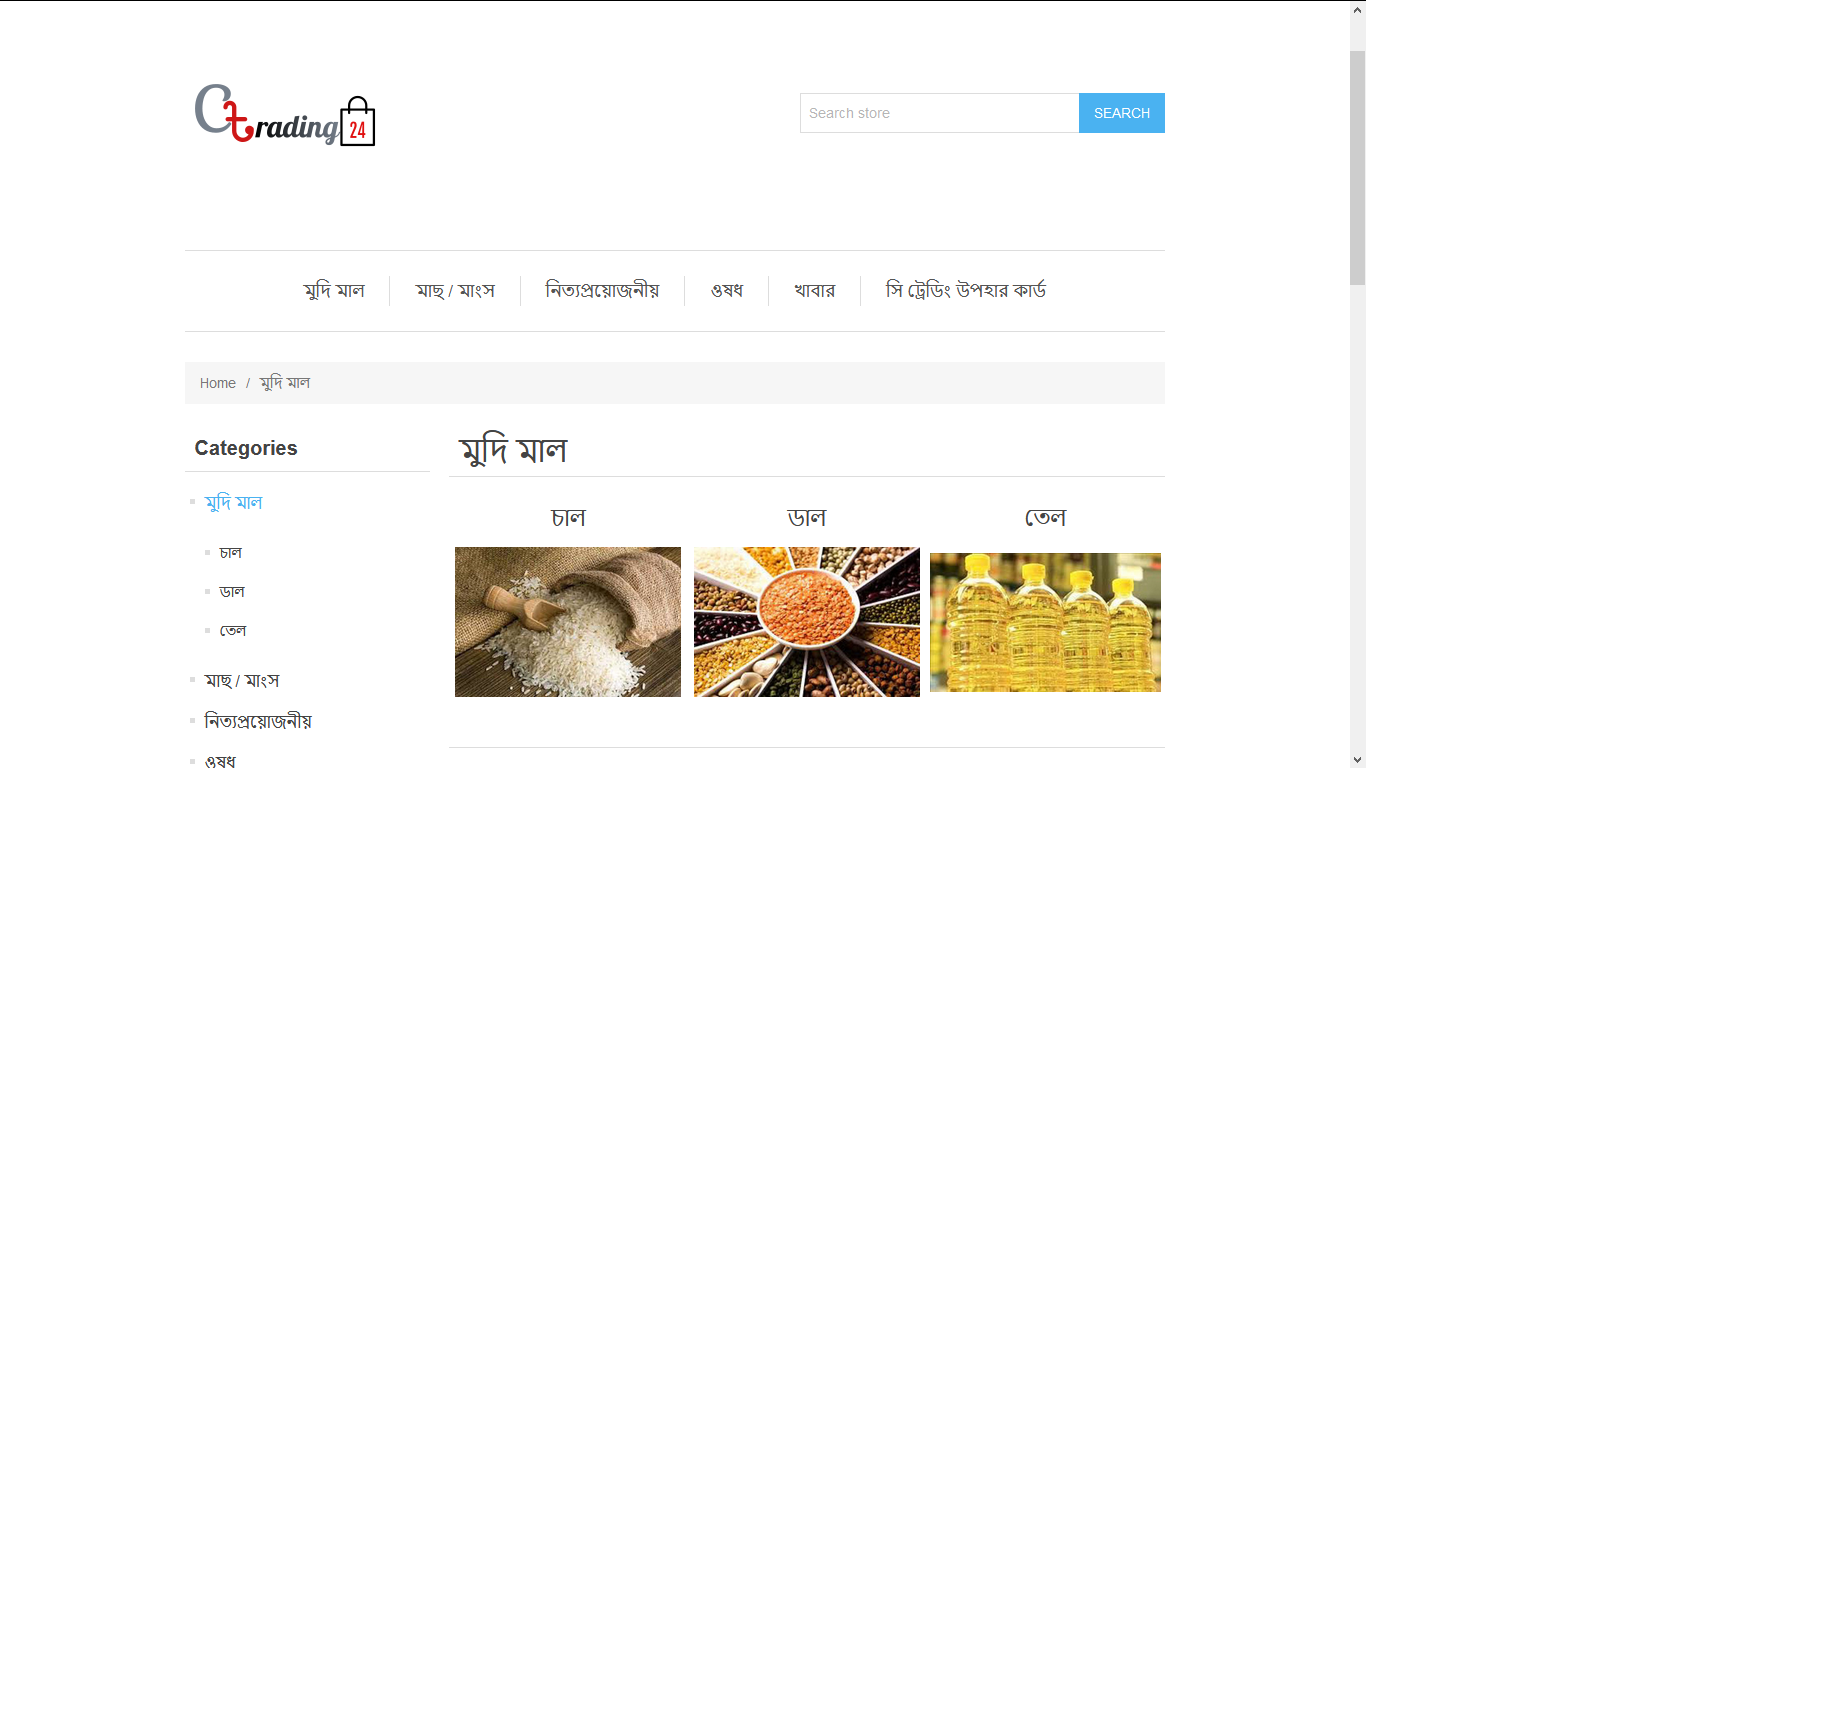 Ctrading 24
Search store SEARCH
মুদি মাল মাছ / মাংস নিত্যপ্রয়োজনীয় ওষধ খাবার সি ট্রেডিং উপহার কার্ড
Home / মুদি মাল
Categories
মুদি মাল
চাল
ডাল
তেল
মাছ / মাংস
নিত্যপ্রয়োজনীয়
ওষধ
মুদি মাল
চাল ডাল তেল